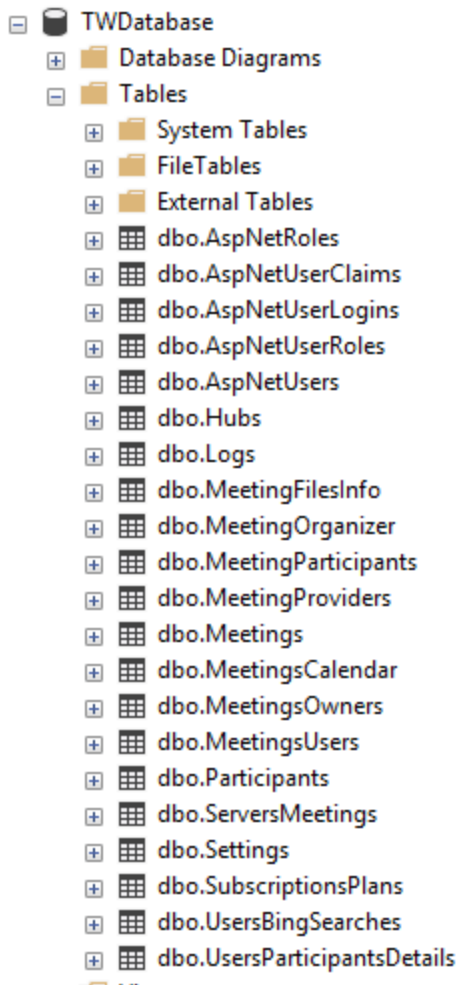 TWDatabase
Database Diagrams
Tables
System Tables
FileTables
External Tables
dbo.AspNetRoles
dbo.AspNetUserClaims
dbo.AspNetUserLogins
dbo.AspNetUserRoles
dbo.AspNetUsers
dbo.Hubs
dbo.Logs
dbo.MeetingFilesInfo
dbo.MeetingOrganizer
dbo.MeetingParticipants
dbo.MeetingProviders
dbo.Meetings
dbo.MeetingsCalendar
dbo.MeetingsOwners
dbo.MeetingsUsers
dbo.Participants
dbo.ServersMeetings
dbo.Settings
dbo.SubscriptionsPlans
dbo.UsersBingSearches
dbo.UsersParticipantsDetails